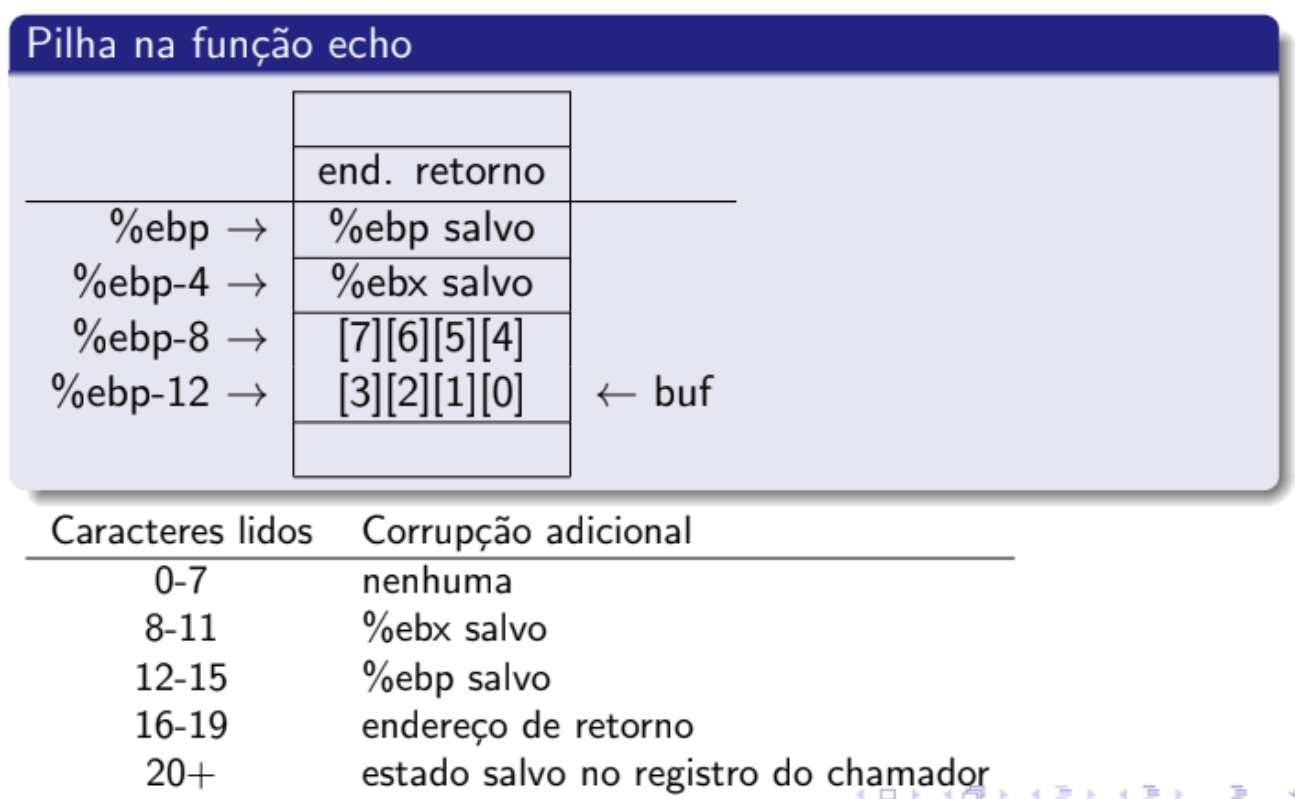 Pilha na função echo
end. retorno
%ebp → %ebp salvo
%ebp-4 → %ebx salvo
%ebp-8 → [7][6][5][4]
%ebp-12 → [3][2][1][0] ← buf
Caracteres lidos Corrupção adicional
0-7 nenhuma
8-11 %ebx salvo
12-15 %ebp salvo
16-19 endereço de retorno
20+ estado salvo no registro do chamador